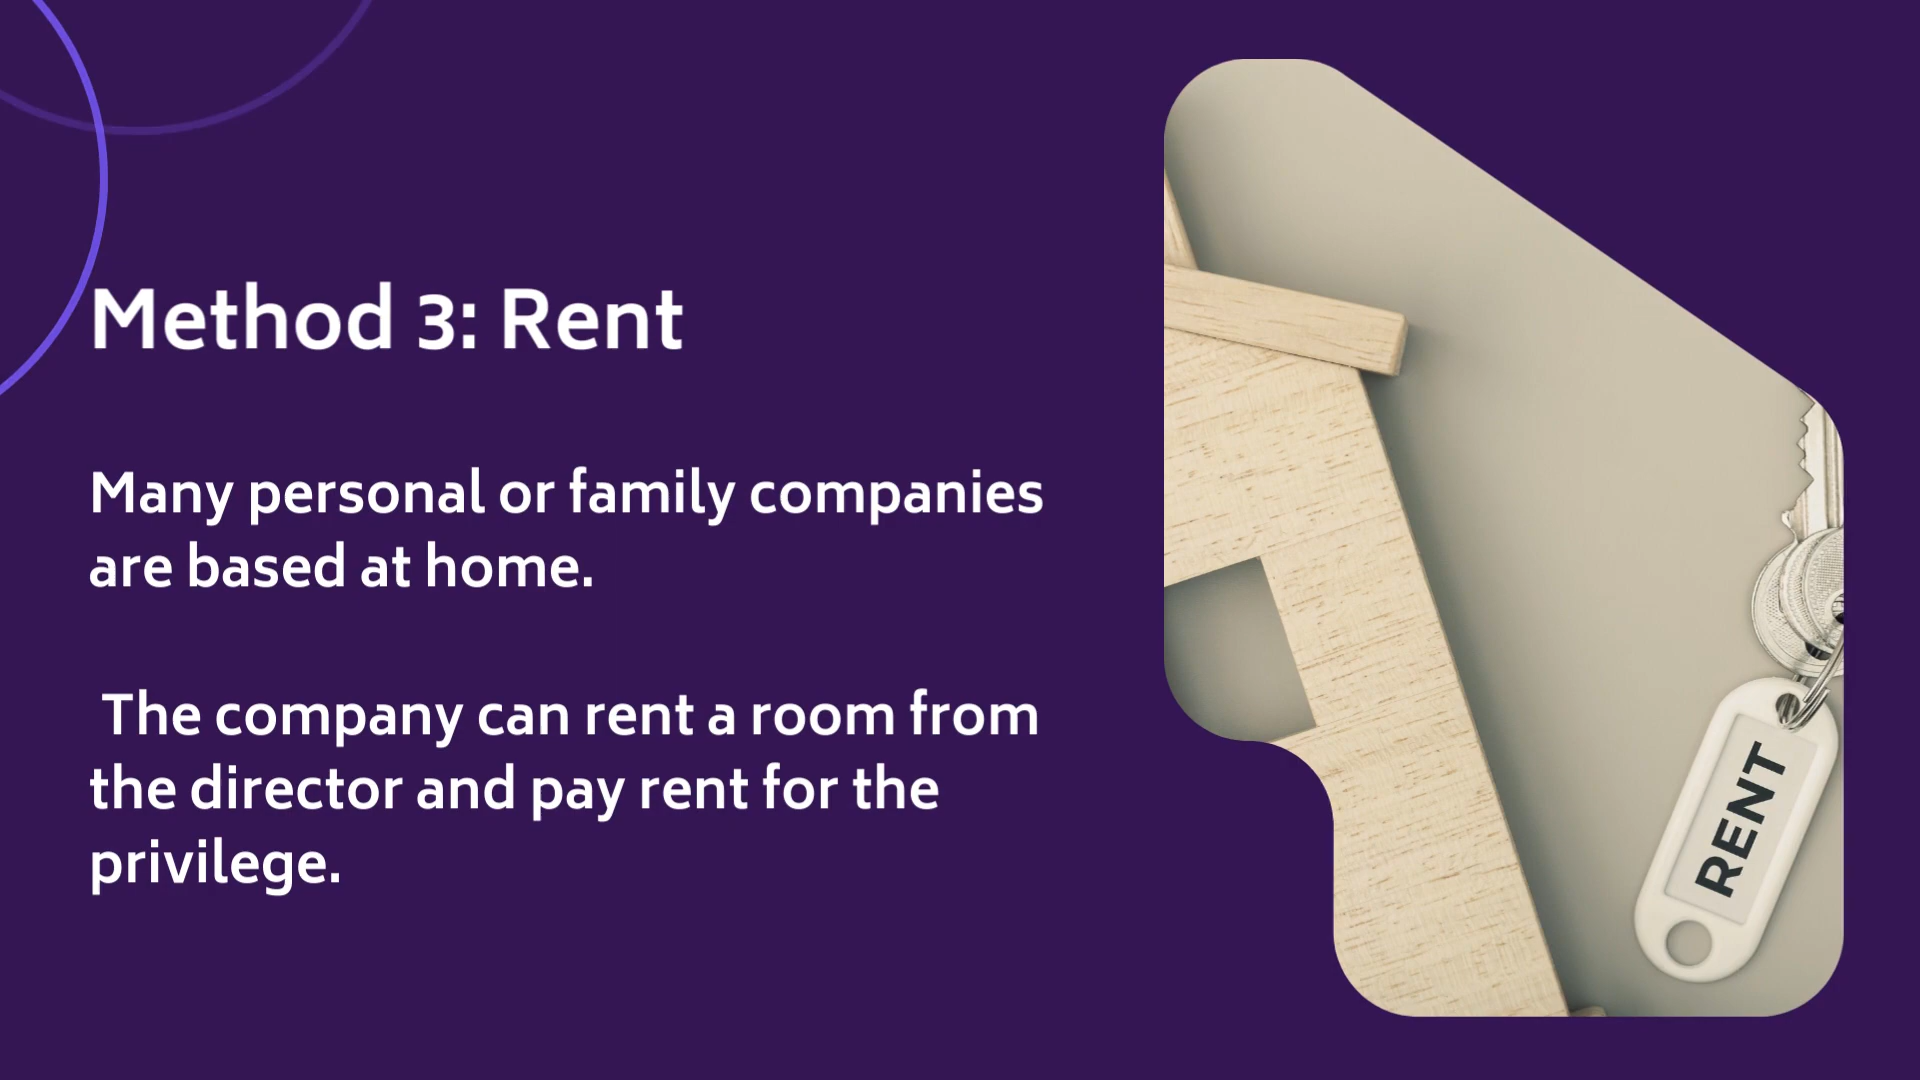 Method 3: Rent
Many personal or family companies
are based at home.
The company can rent a room from
the director and pay rent for the
privilege.
RENT